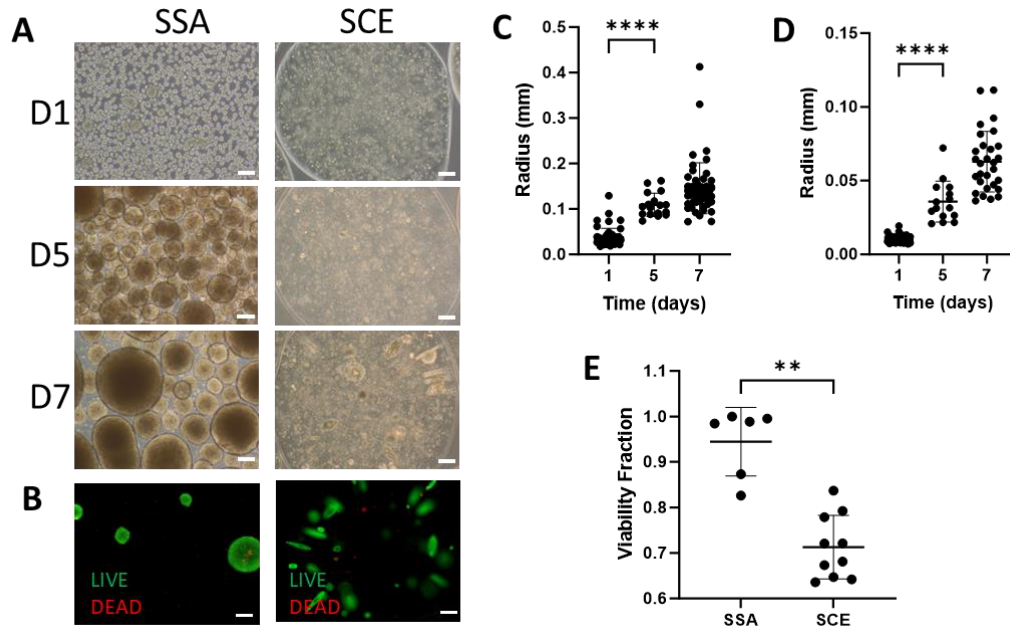 A
SSA
SCE
D1
D5
D7
B
LIVE
DEAD
LIVE
DEAD
C
****
0.5
0.4
0.3
0.2
0.1
0.0
Radius (mm)
1 5 7
Time (days)
D
****
0.15
0.10
0.05
0.00
Radius (mm)
1 5 7
Time (days)
E
**
1.1
1.0
0.9
0.8
0.7
0.6
Viability Fraction
SSA SCE